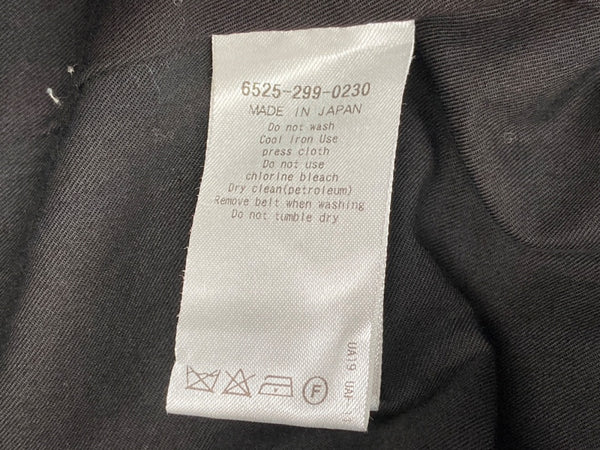 6525-299-0230
MADE IN JAPAN
Do not wash
Cool iron Use
press cloth
Do not use
chlorine bleach
Dry clean(petroleum)
Remove belt when washing
Do not tumble dry
F
UA19